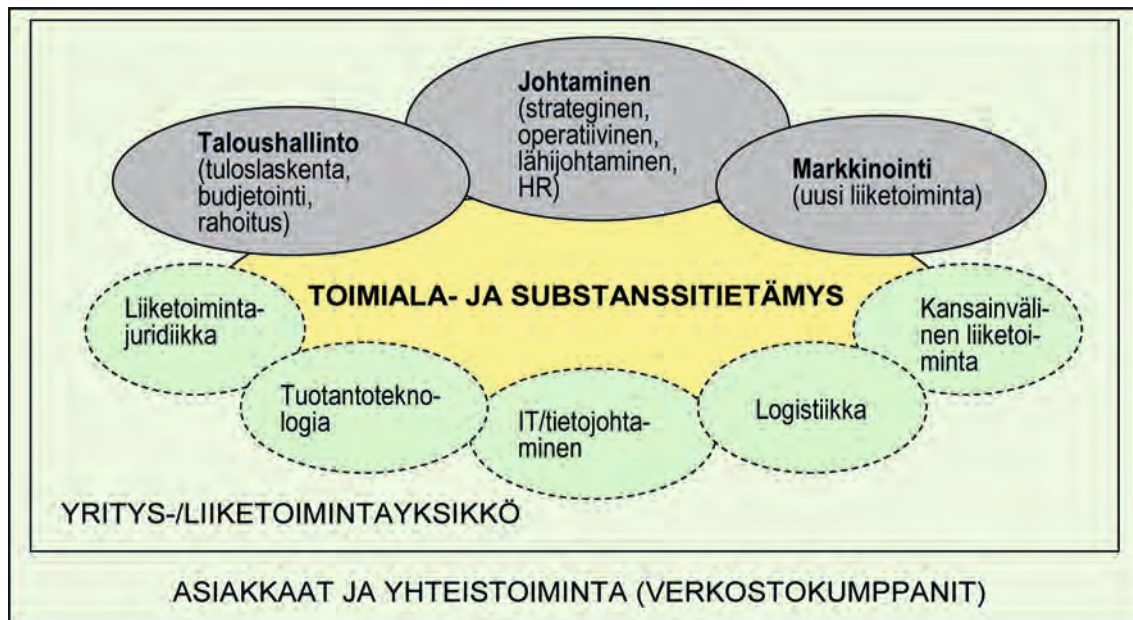 Johtaminen
(strateginen,
operatiivinen,
lähijohtaminen,
HR)
Taloushallinto
(tuloslaskenta,
budjetointi,
rahoitus)
Markkinointi
(uusi liiketoiminta)
TOIMIALA- JA SUBSTANSSITIETÄMYS
Liiketoiminta-
juridiikka
Kansainväli-
nen liiketoi-
minta
Tuotantotekno-
logia
IT/tietojohta-
minen
Logistiikka
YRITYS-/LIIKETOIMINTAYKSIKKÖ
ASIAKKAAT JA YHTEISTOIMINTA (VERKOSTOKUMPPANIT)